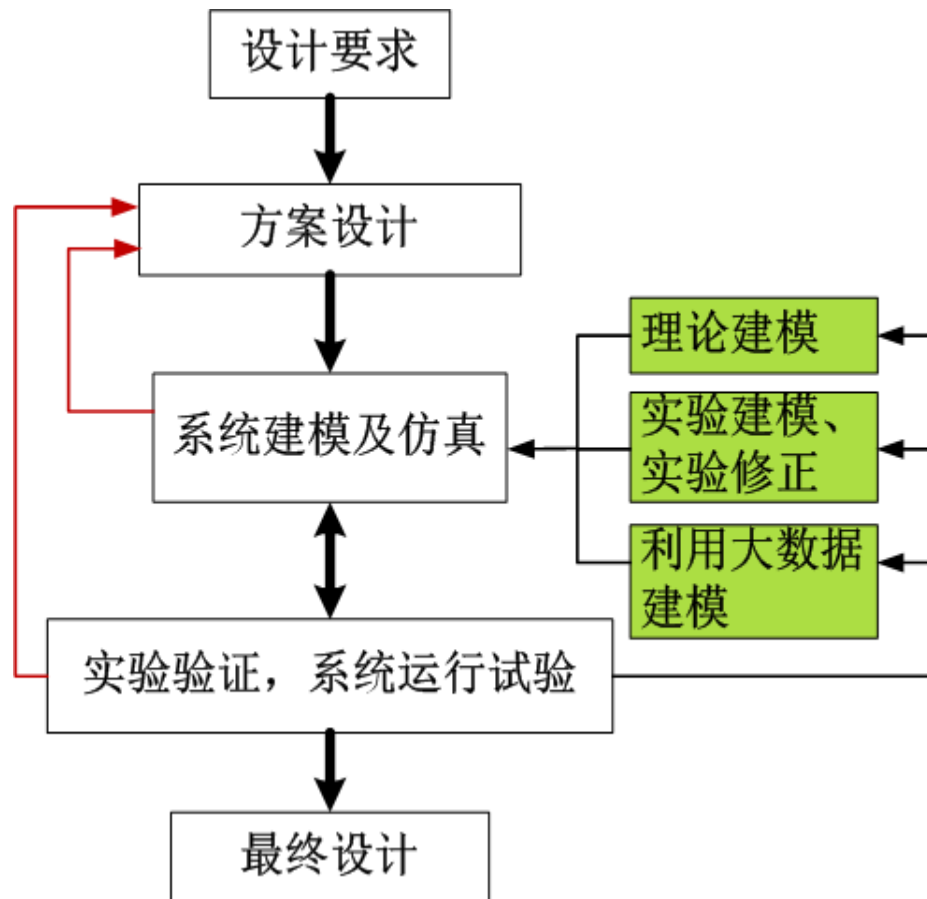 设计要求
方案设计
系统建模及仿真
理论建模
实验建模、
实验修正
利用大数据
建模
实验验证，系统运行试验
最终设计